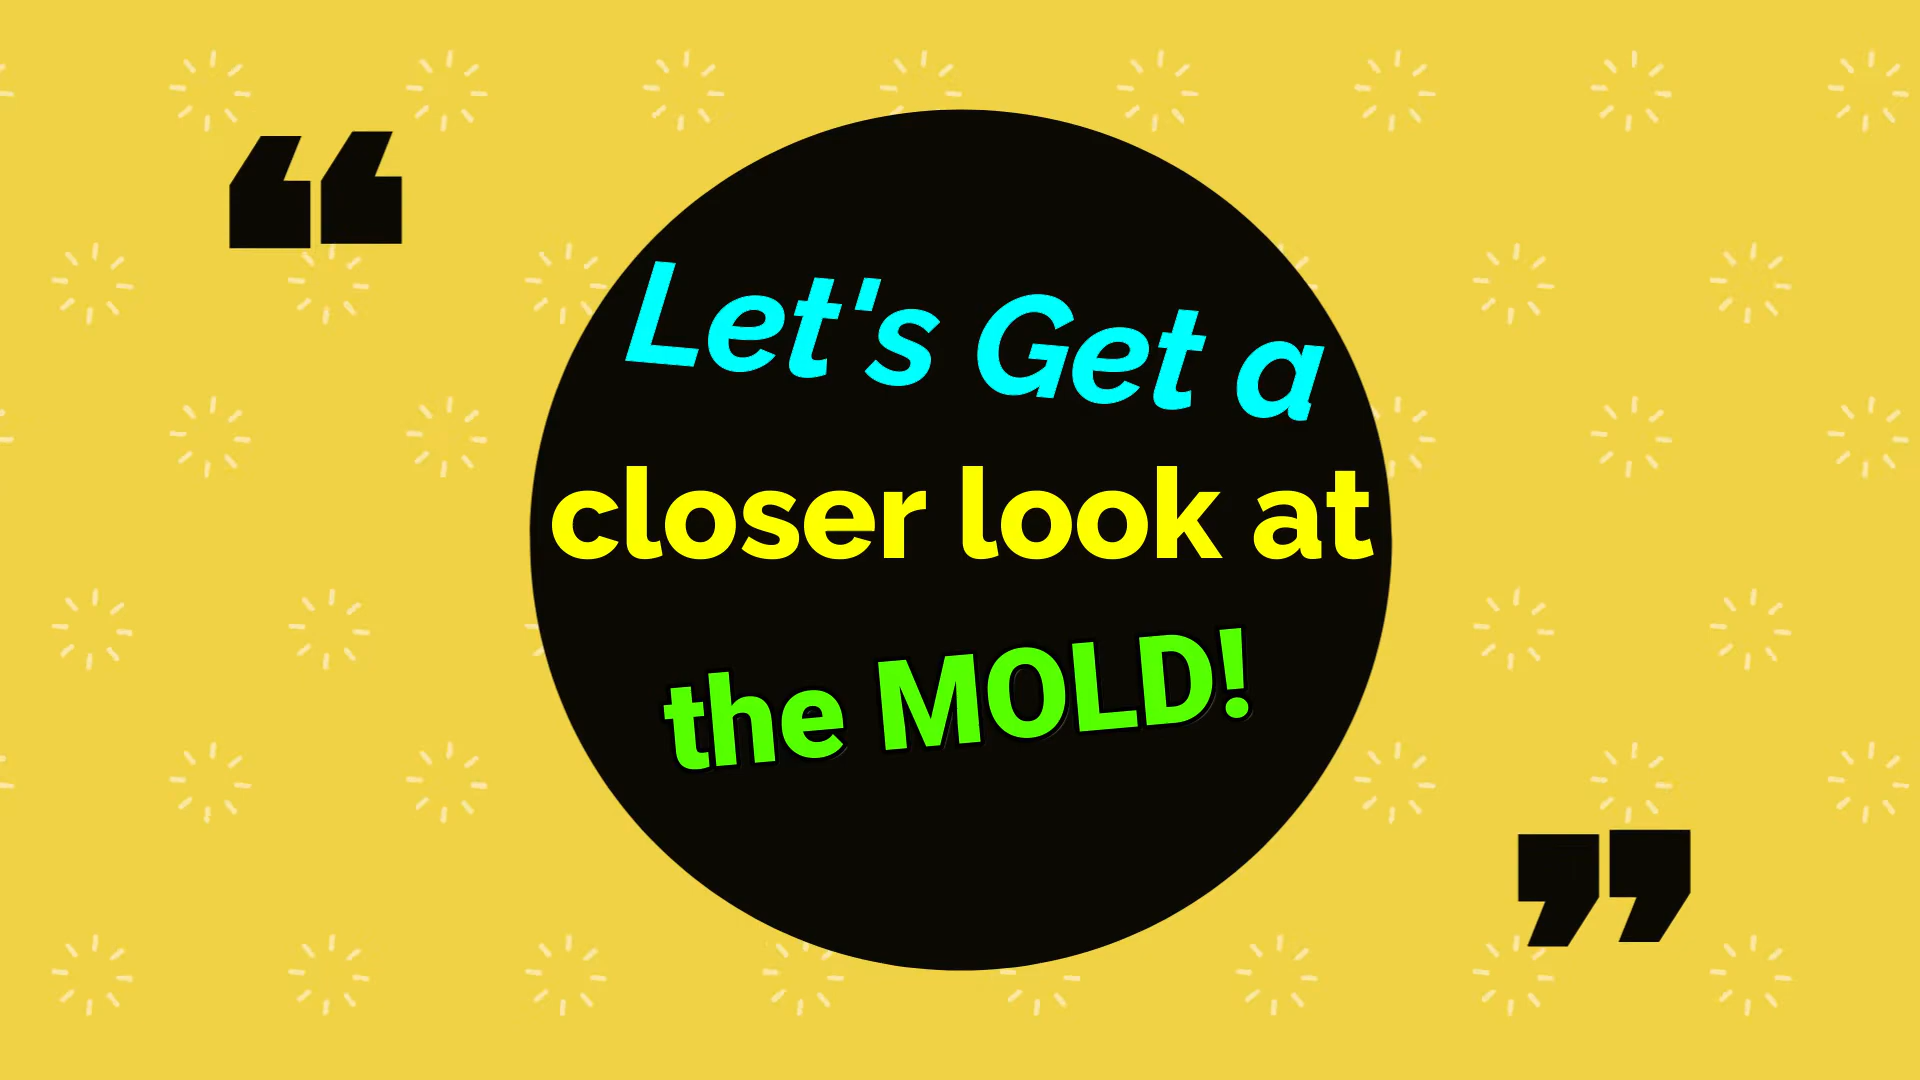 “
Let's Get a
closer look at
the MOLD!
”